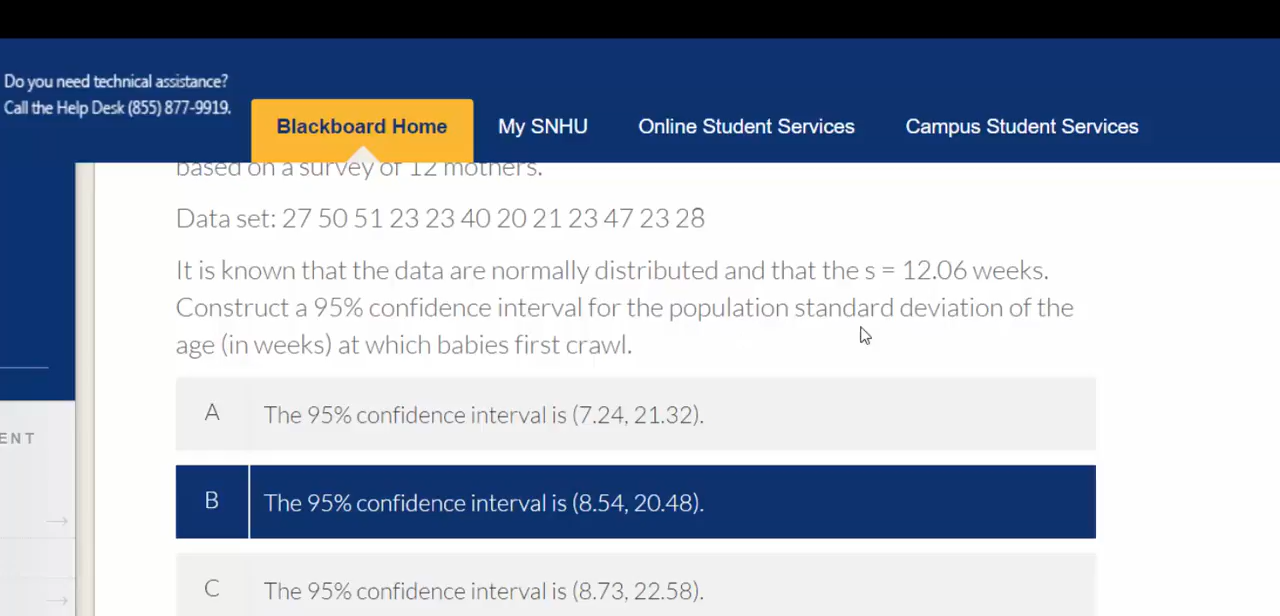 Do you need technical assistance?
Call the Help Desk (855) 877-9919.
Blackboard Home
My SNHU
Online Student Services
Campus Student Services
based on a survey of 12 mothers.
Data set: 27 50 51 23 23 40 20 21 23 47 23 28
It is known that the data are normally distributed and that the s = 12.06 weeks.
Construct a 95% confidence interval for the population standard deviation of the
age (in weeks) at which babies first crawl.
A The 95% confidence interval is (7.24, 21.32).
ENT
B The 95% confidence interval is (8.54, 20.48).
C The 95% confidence interval is (8.73, 22.58).